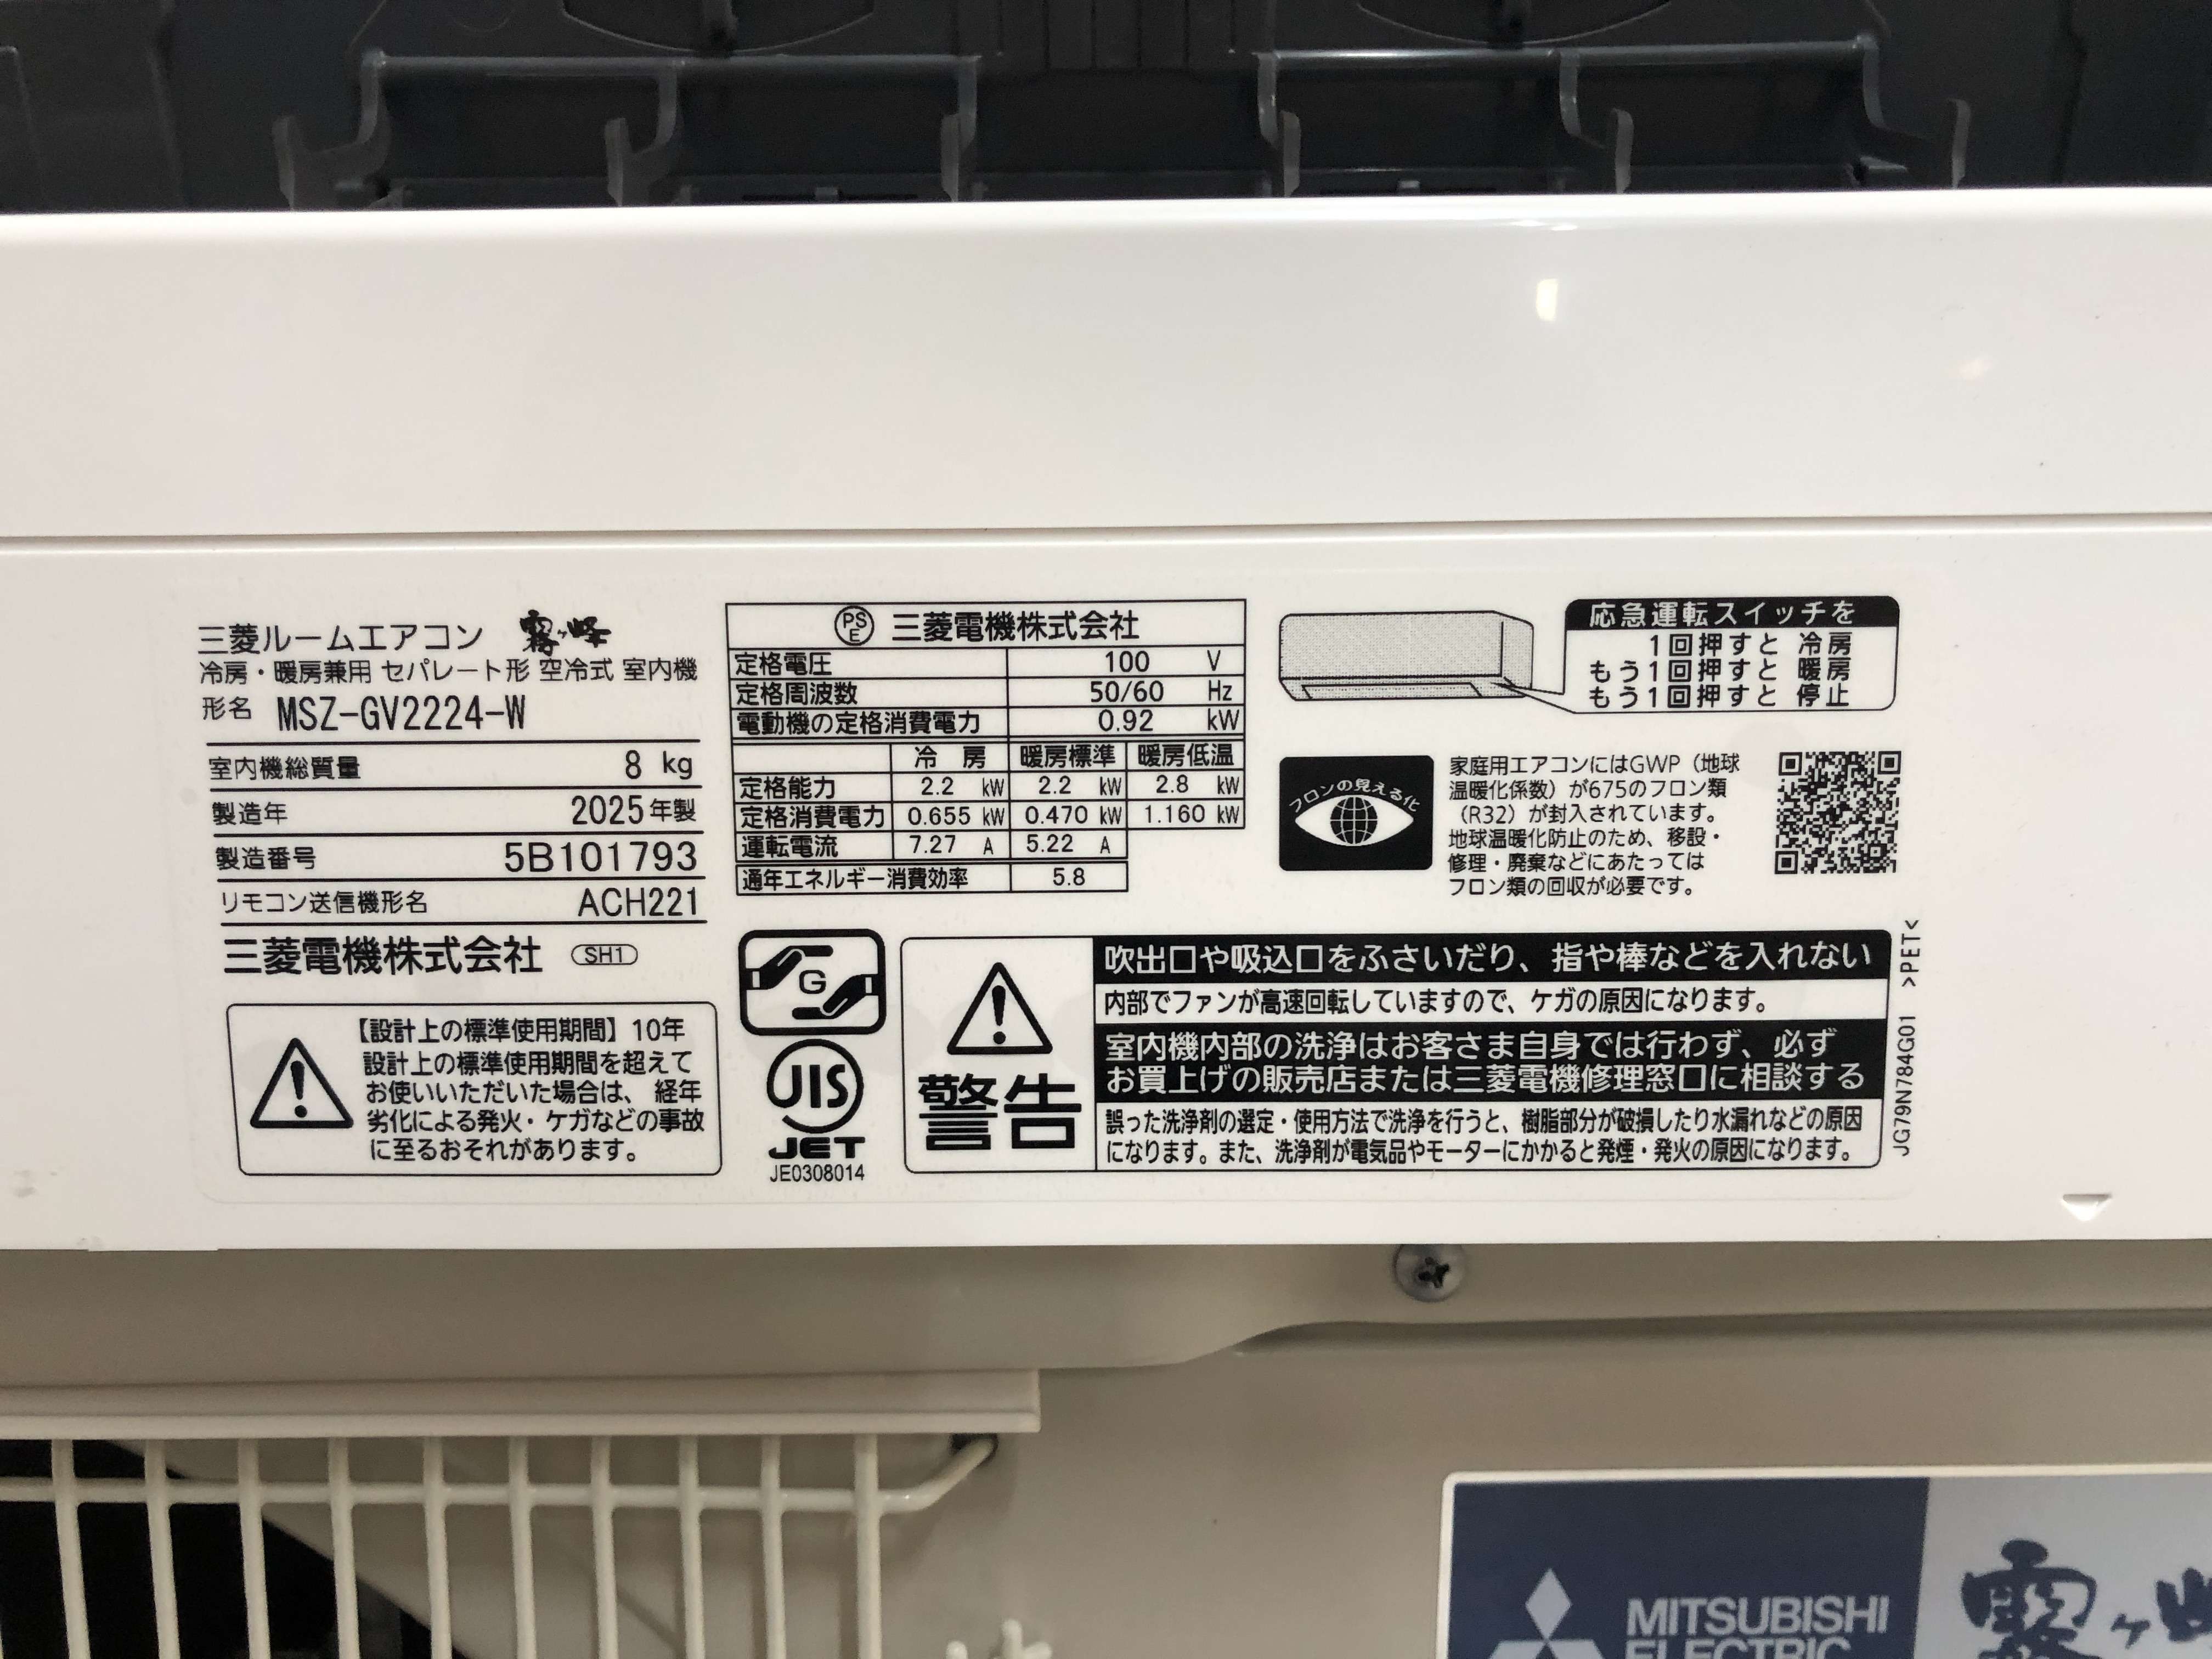 三菱ルームエアコン 霧ヶ峰
冷房・暖房兼用 セパレート形 空冷式 室内機
形名 MSZ-GV2224-W
室内機総質量 8 kg
製造年 2025年製
製造番号 5B101793
リモコン送信機形名 ACH221
三菱電機株式会社 SH1
【設計上の標準使用期間】10年
設計上の標準使用期間を超えて
お使いいただいた場合は、経年
劣化による発火・ケガなどの事故
に至るおそれがあります。
PS E 三菱電機株式会社
定格電圧 100 V
定格周波数 50/60 Hz
電動機の定格消費電力 0.92 kW
冷 房 暖房標準 暖房低温
定格能力 2.2 kW 2.2 kW 2.8 kW
定格消費電力 0.655 kW 0.470 kW 1.160 kW
運転電流 7.27 A 5.22 A
通年エネルギー消費効率 5.8
G
JIS
JET
JE0308014
応急運転スイッチを
1回押すと 冷房
もう1回押すと 暖房
もう1回押すと 停止
フロンの見える化
家庭用エアコンにはGWP（地球
温暖化係数）が675のフロン類
（R32）が封入されています。
地球温暖化防止のため、移設・
修理・廃棄などにあたっては
フロン類の回収が必要です。
警告
吹出口や吸込口をふさいだり、指や棒などを入れない
内部でファンが高速回転していますので、ケガの原因になります。
室内機内部の洗浄はお客さま自身では行わず、必ず
お買上げの販売店または三菱電機修理窓口に相談する
誤った洗浄剤の選定・使用方法で洗浄を行うと、樹脂部分が破損したり水漏れなどの原因
になります。また、洗浄剤が電気品やモーターにかかると発煙・発火の原因になります。
JG79N784G01 >PET<
MITSUBISHI
ELECTRIC
霧ヶ峰